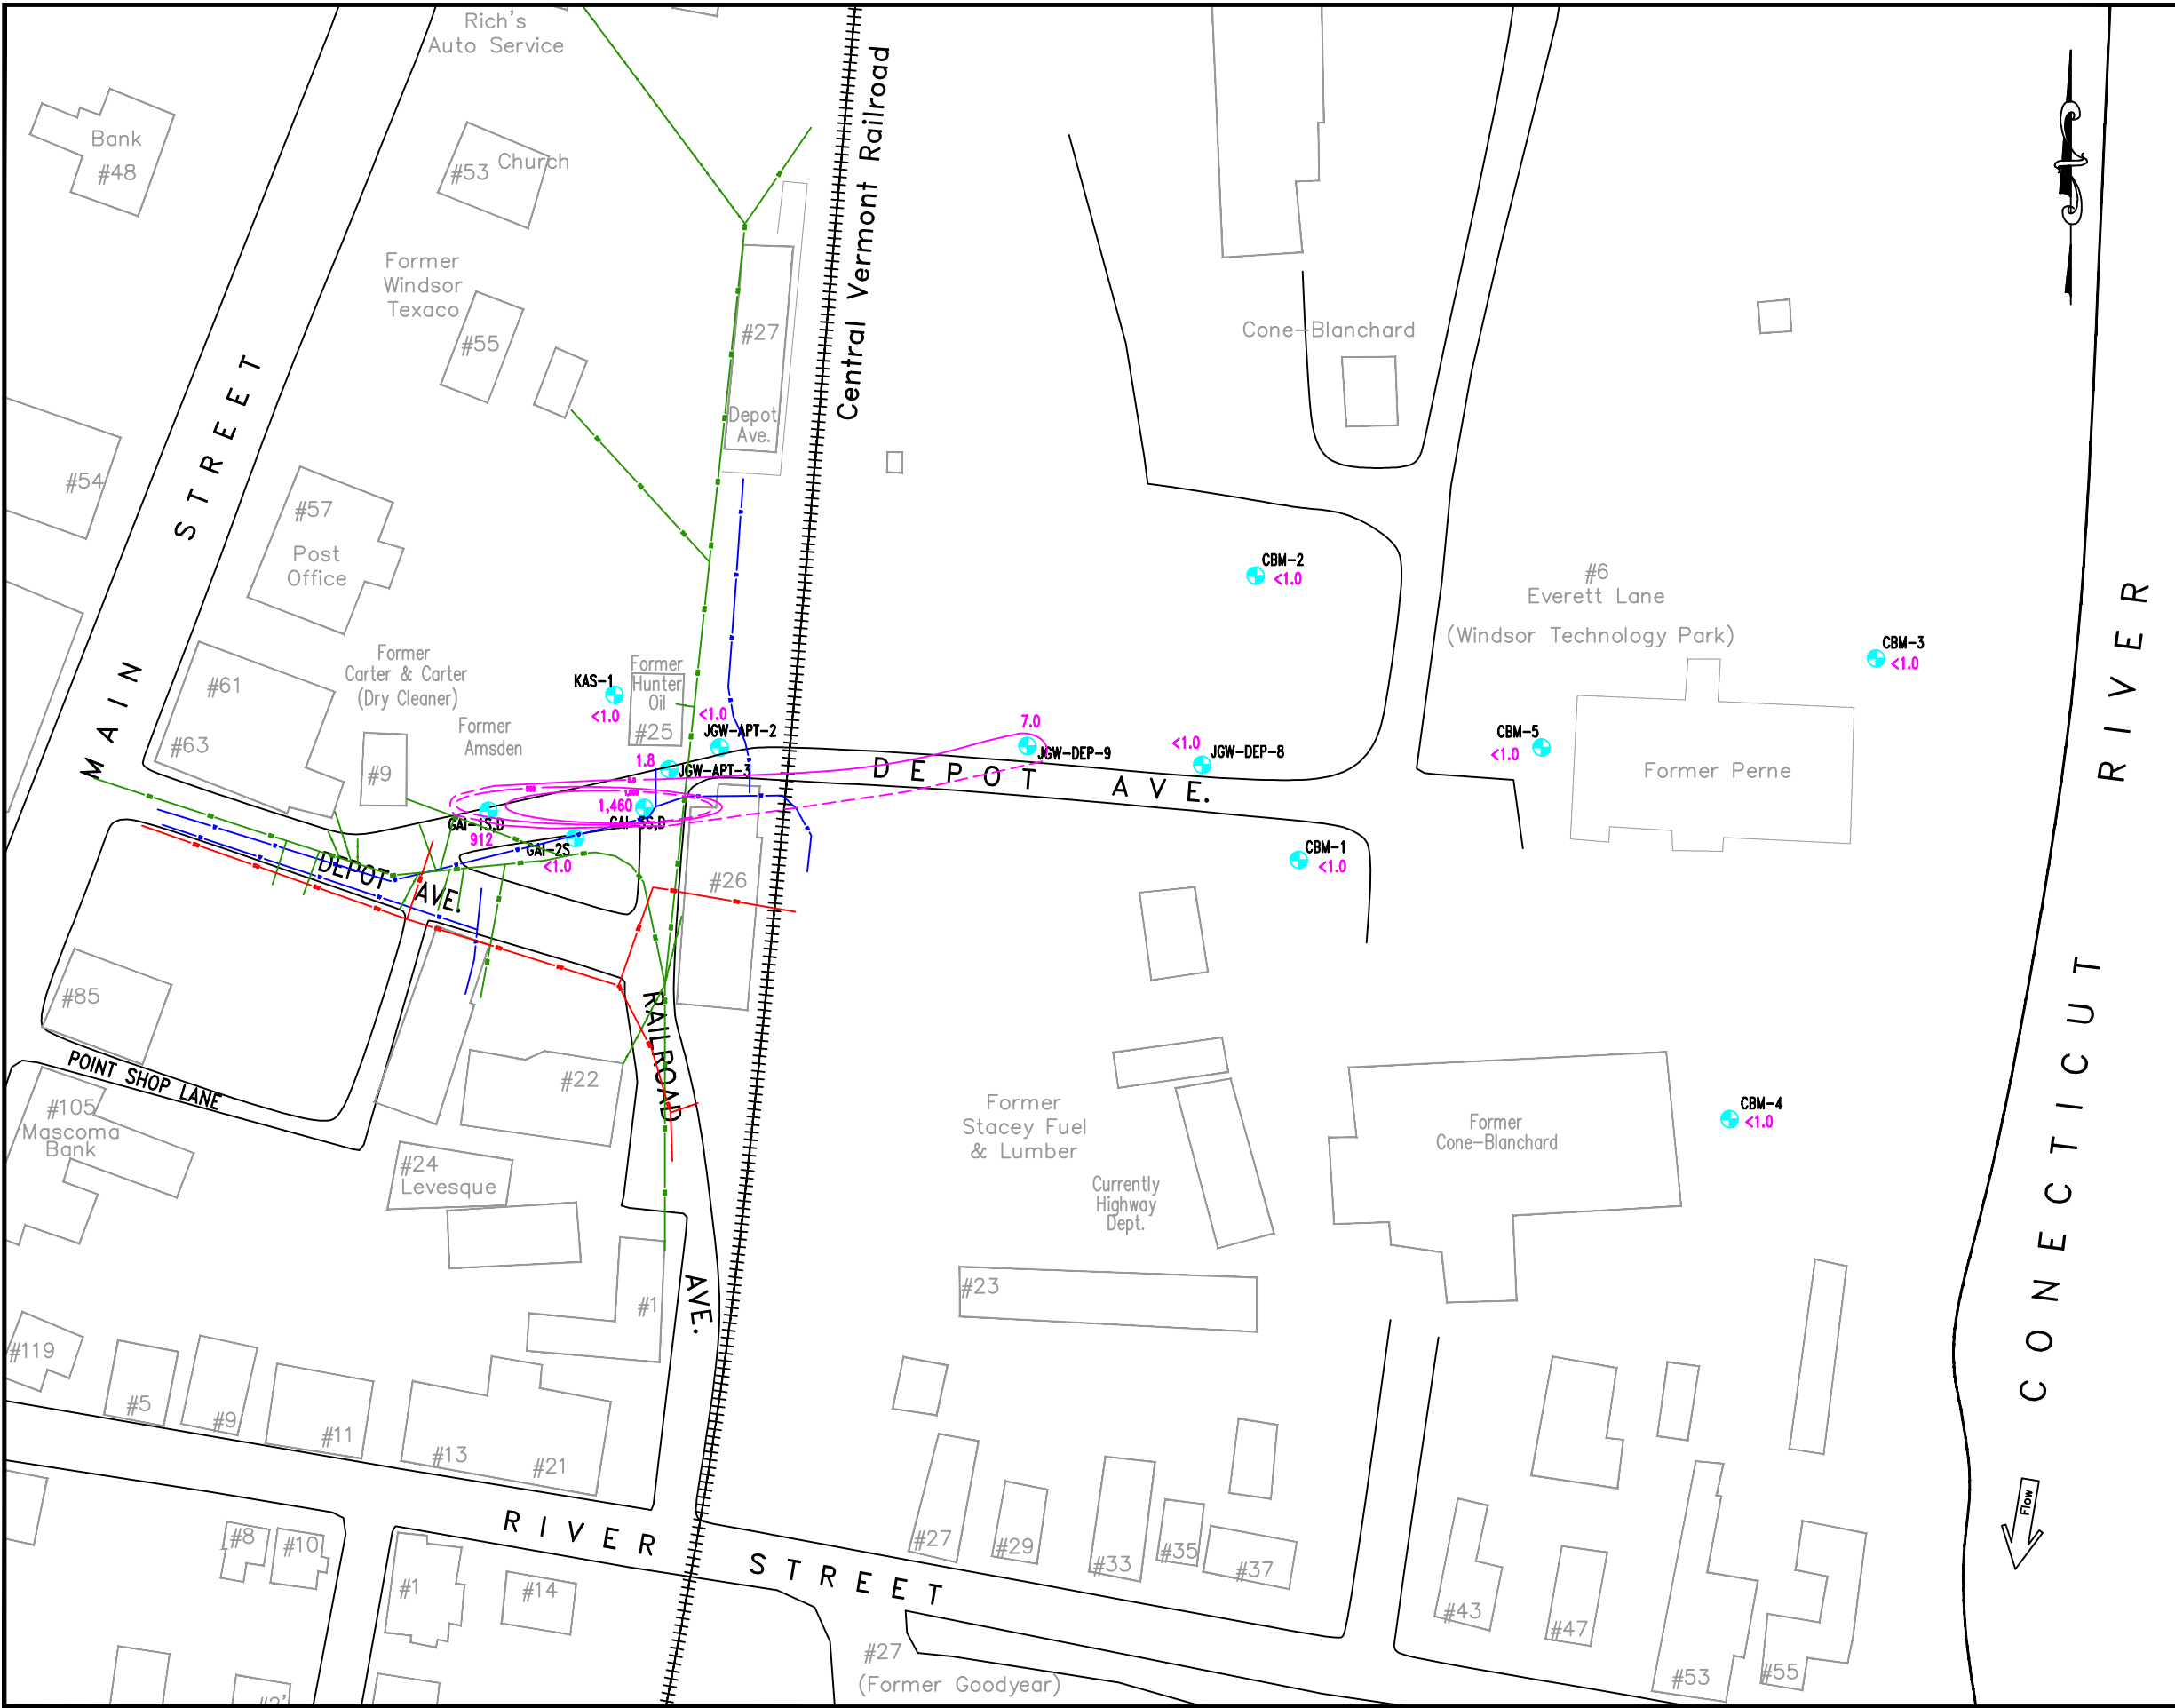 Rich's
Auto Service
Bank
#48
#53
Church
Central Vermont Railroad
Former
Windsor
Texaco
#55
#27
Depot
Ave.
Cone-Blanchard
#54
MAIN STREET
#57
Post
Office
CBM-2
<1.0
#6
Everett Lane
(Windsor Technology Park)
CBM-3
<1.0
Former
Carter & Carter
(Dry Cleaner)
#61
#63
#9
Former
Amsden
KAS-1
<1.0
Former
Hunter
Oil
#25
<1.0
JGW-APT-2
1.8
JGW-APT-3
7.0
JGW-DEP-9
<1.0
JGW-DEP-8
CBM-5
<1.0
Former Perne
DEPOT AVE.
1,460
GAI-1S,D
912
GAI-2S
<1.0
DEPOT AVE.
#26
CBM-1
<1.0
CONECTICUT RIVER
#85
POINT SHOP LANE
#105
Mascoma
Bank
RAILROAD AVE.
#22
#24
Levesque
Former
Stacey Fuel
& Lumber
Currently
Highway
Dept.
Former
Cone-Blanchard
CBM-4
<1.0
#23
#1
#119
#5
#9
#11
#13
#21
RIVER STREET
#27
#29
#33
#35
#37
#43
#47
#53
#55
Flow
#8
#10
#1
#14
#27
(Former Goodyear)